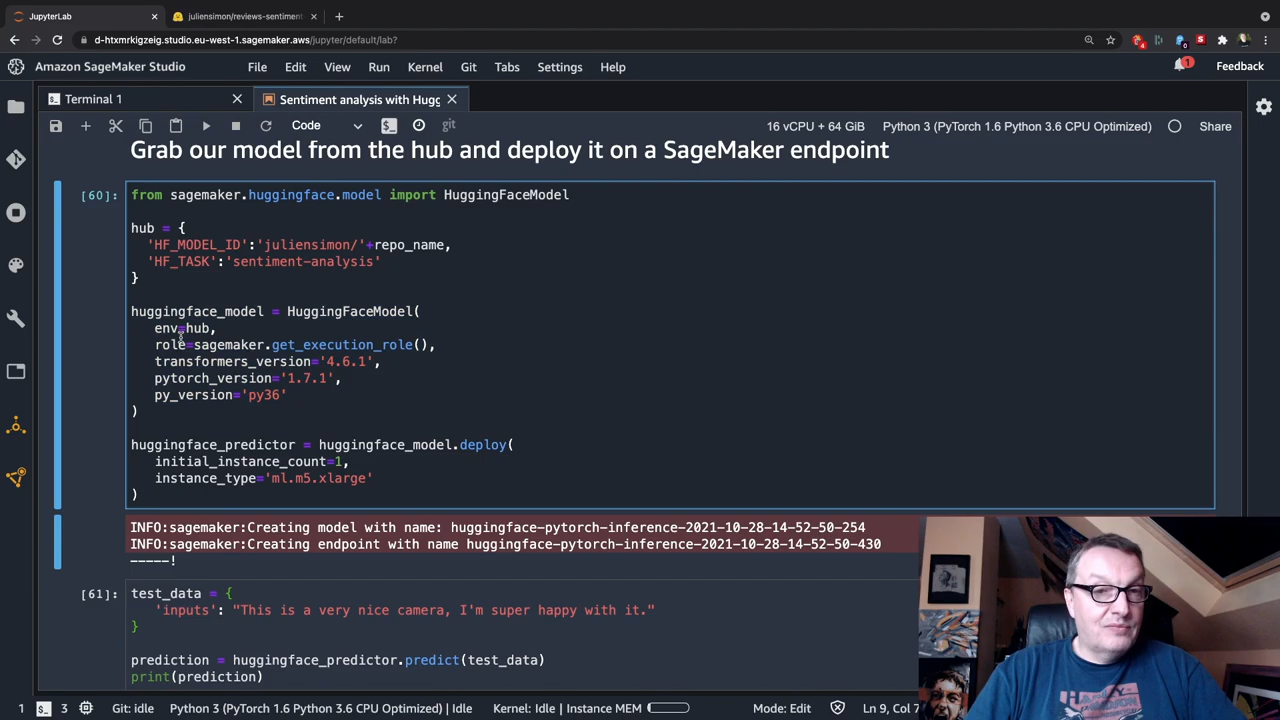 JupyterLab
juliensimon/reviews-sentiment
d-htxmrkigzeig.studio.eu-west-1.sagemaker.aws/jupyter/default/lab?
Amazon SageMaker Studio
File Edit View Run Kernel Git Tabs Settings Help
1
Feedback
Terminal 1
Sentiment analysis with Hugg
Code
git
16 vCPU + 64 GiB
Python 3 (PyTorch 1.6 Python 3.6 CPU Optimized)
Share
Grab our model from the hub and deploy it on a SageMaker endpoint
[60]:
from sagemaker.huggingface.model import HuggingFaceModel
hub = {
'HF_MODEL_ID':'juliensimon/'+repo_name,
'HF_TASK':'sentiment-analysis'
}
huggingface_model = HuggingFaceModel(
env=hub,
role=sagemaker.get_execution_role(),
transformers_version='4.6.1',
pytorch_version='1.7.1',
py_version='py36'
)
huggingface_predictor = huggingface_model.deploy(
initial_instance_count=1,
instance_type='ml.m5.xlarge'
)
INFO:sagemaker:Creating model with name: huggingface-pytorch-inference-2021-10-28-14-52-50-254
INFO:sagemaker:Creating endpoint with name huggingface-pytorch-inference-2021-10-28-14-52-50-430
-----!
[61]:
test_data = {
'inputs': "This is a very nice camera, I'm super happy with it."
}
prediction = huggingface_predictor.predict(test_data)
print(prediction)
1
3
Git: idle
Python 3 (PyTorch 1.6 Python 3.6 CPU Optimized) | Idle
Kernel: Idle | Instance MEM
Mode: Edit
Ln 9, Col 7